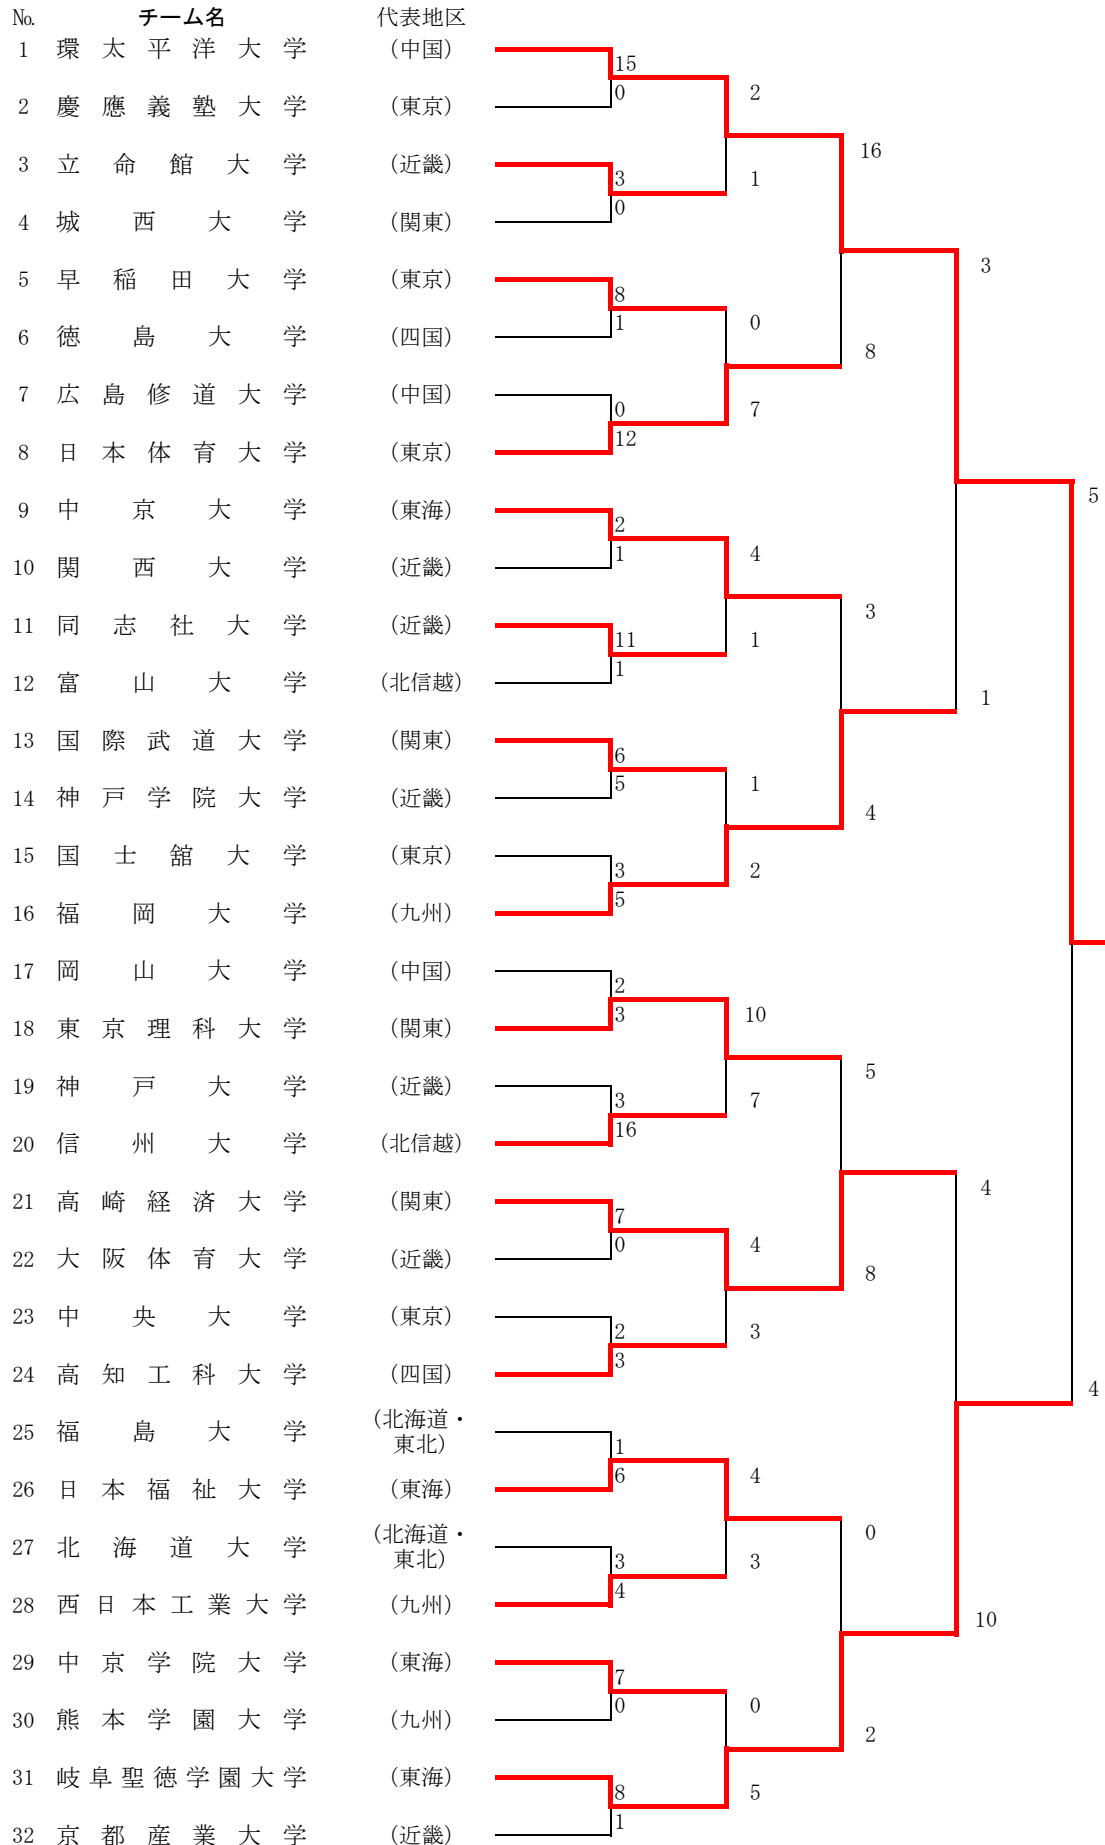 № チーム名 代表地区
1 環太平洋大学 (中国)
15
0
2 慶應義塾大学 (東京)
2
16
3 立命館大学 (近畿)
3
1
0
4 城西大学 (関東)
3
5 早稲田大学 (東京)
8
1
0
6 徳島大学 (四国)
8
7 広島修道大学 (中国)
0
7
12
8 日本体育大学 (東京)
5
9 中京大学 (東海)
2
1
4
10 関西大学 (近畿)
3
11 同志社大学 (近畿)
11
1
1
12 富山大学 (北信越)
1
13 国際武道大学 (関東)
6
5
1
14 神戸学院大学 (近畿)
4
15 国士舘大学 (東京)
3
2
5
16 福岡大学 (九州)
17 岡山大学 (中国)
2
3
10
18 東京理科大学 (関東)
5
19 神戸大学 (近畿)
3
7
16
20 信州大学 (北信越)
4
21 高崎経済大学 (関東)
7
0
4
22 大阪体育大学 (近畿)
8
23 中央大学 (東京)
2
3
3
24 高知工科大学 (四国)
4
25 福島大学 (北海道・
東北)
1
6
4
26 日本福祉大学 (東海)
0
27 北海道大学 (北海道・
東北)
3
3
4
28 西日本工業大学 (九州)
10
29 中京学院大学 (東海)
7
0
0
30 熊本学園大学 (九州)
2
31 岐阜聖徳学園大学 (東海)
8
5
1
32 京都産業大学 (近畿)